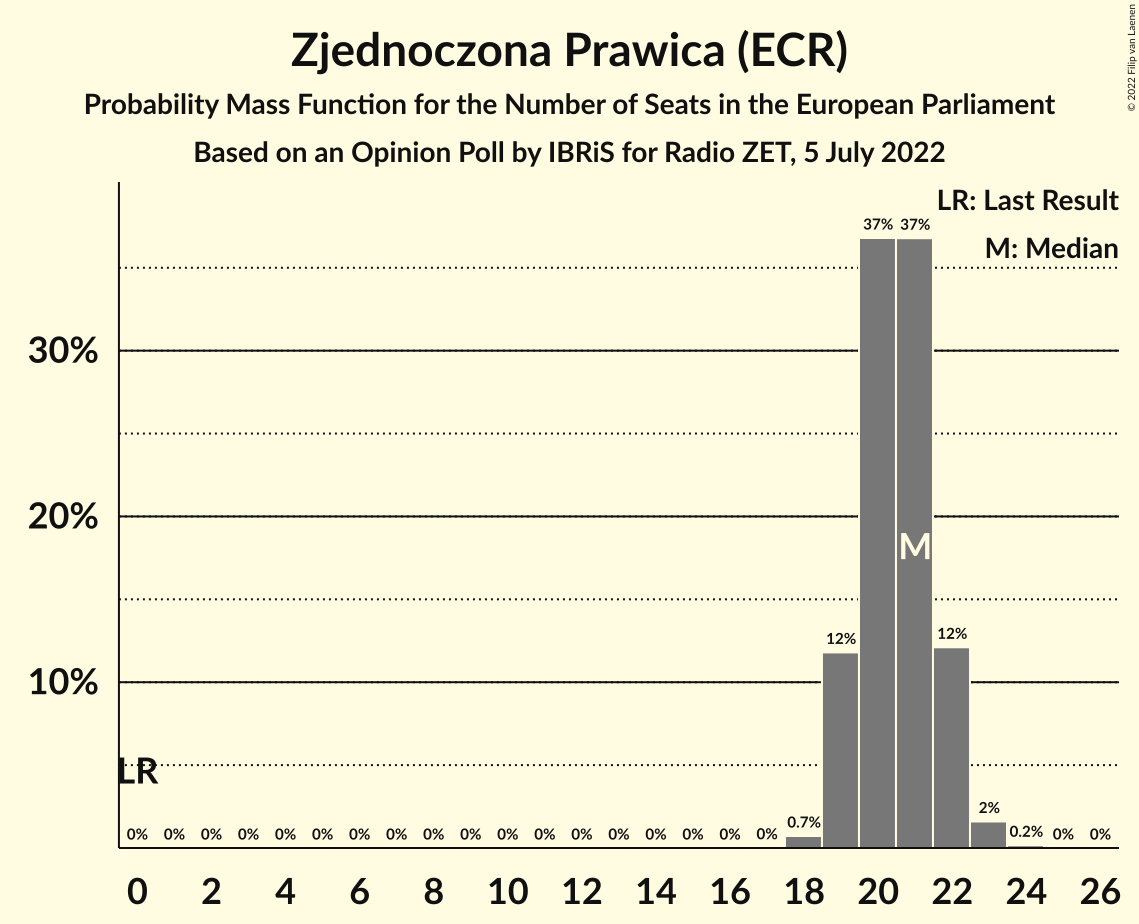 Zjednoczona Prawica (ECR)
Probability Mass Function for the Number of Seats in the European Parliament
Based on an Opinion Poll by IBRiS for Radio ZET, 5 July 2022
© 2022 Filip van Laenen
LR: Last Result
M: Median
37% 37%
30%
20%
M
12% 12%
10%
LR
0% 0% 0% 0% 0% 0% 0% 0% 0% 0% 0% 0% 0% 0% 0% 0% 0% 0% 0.7% 2% 0.2% 0% 0%
0 2 4 6 8 10 12 14 16 18 20 22 24 26